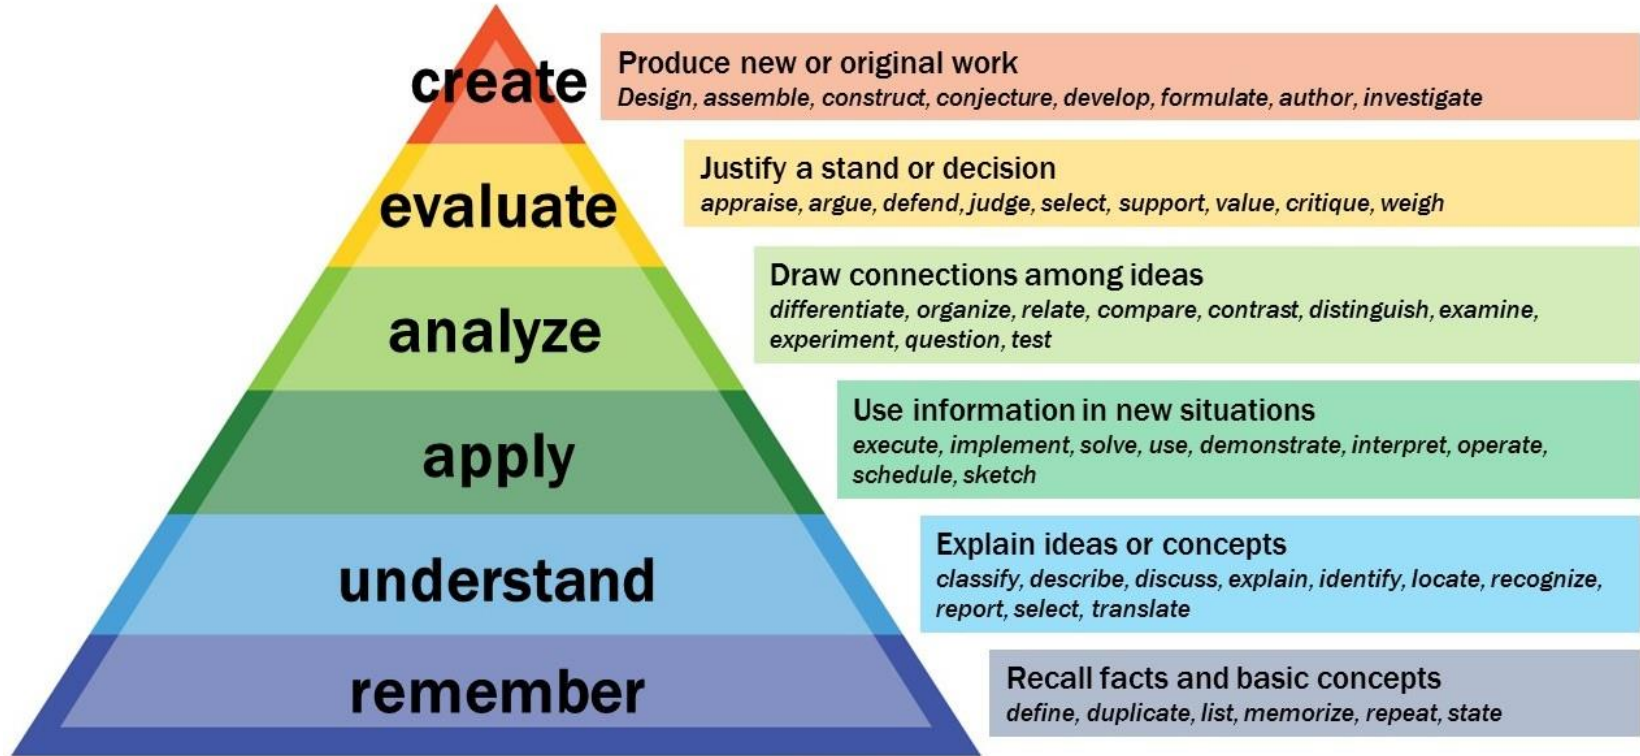 create
Produce new or original work
Design, assemble, construct, conjecture, develop, formulate, author, investigate
evaluate
Justify a stand or decision
appraise, argue, defend, judge, select, support, value, critique, weigh
analyze
Draw connections among ideas
differentiate, organize, relate, compare, contrast, distinguish, examine,
experiment, question, test
apply
Use information in new situations
execute, implement, solve, use, demonstrate, interpret, operate,
schedule, sketch
understand
Explain ideas or concepts
classify, describe, discuss, explain, identify, locate, recognize,
report, select, translate
remember
Recall facts and basic concepts
define, duplicate, list, memorize, repeat, state